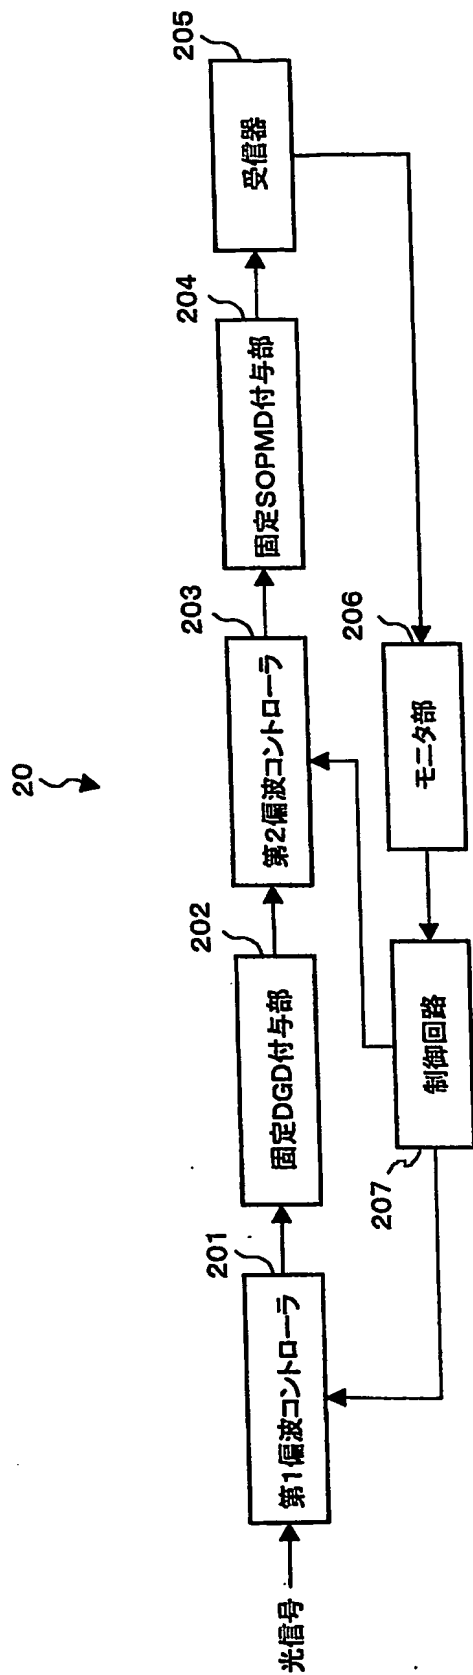 20
光信号
第1偏波コントローラ
201
固定DGD付与部
202
第2偏波コントローラ
203
固定SOPMD付与部
204
受信器
205
モニタ部
206
制御回路
207